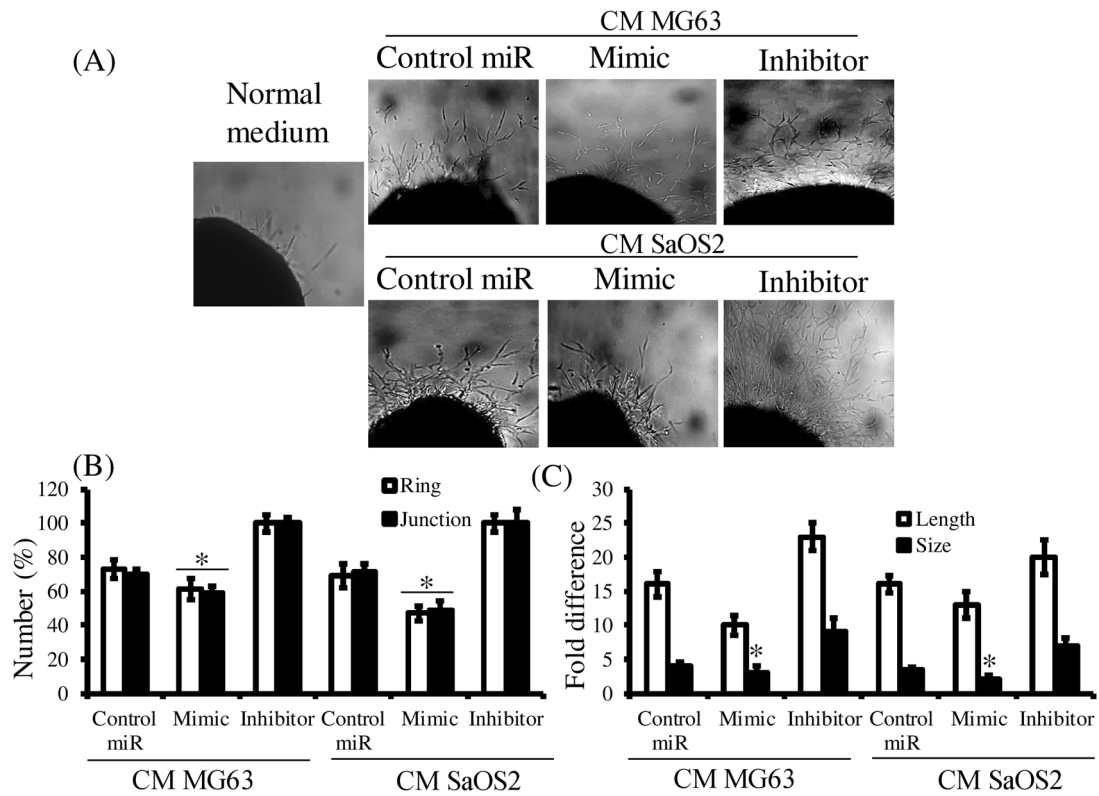 (A)
CM MG63
Control miR Mimic Inhibitor
Normal
medium
CM SaOS2
Control miR Mimic Inhibitor
(B)
Number (%)
120
100
80
60
40
20
0
Ring
Junction
*
*
Control
miR
Mimic
Inhibitor
Control
miR
Mimic
Inhibitor
CM MG63
CM SaOS2
(C)
Fold difference
30
25
20
15
10
5
0
Length
Size
*
*
Control
miR
Mimic
Inhibitor
Control
miR
Mimic
Inhibitor
CM MG63
CM SaOS2